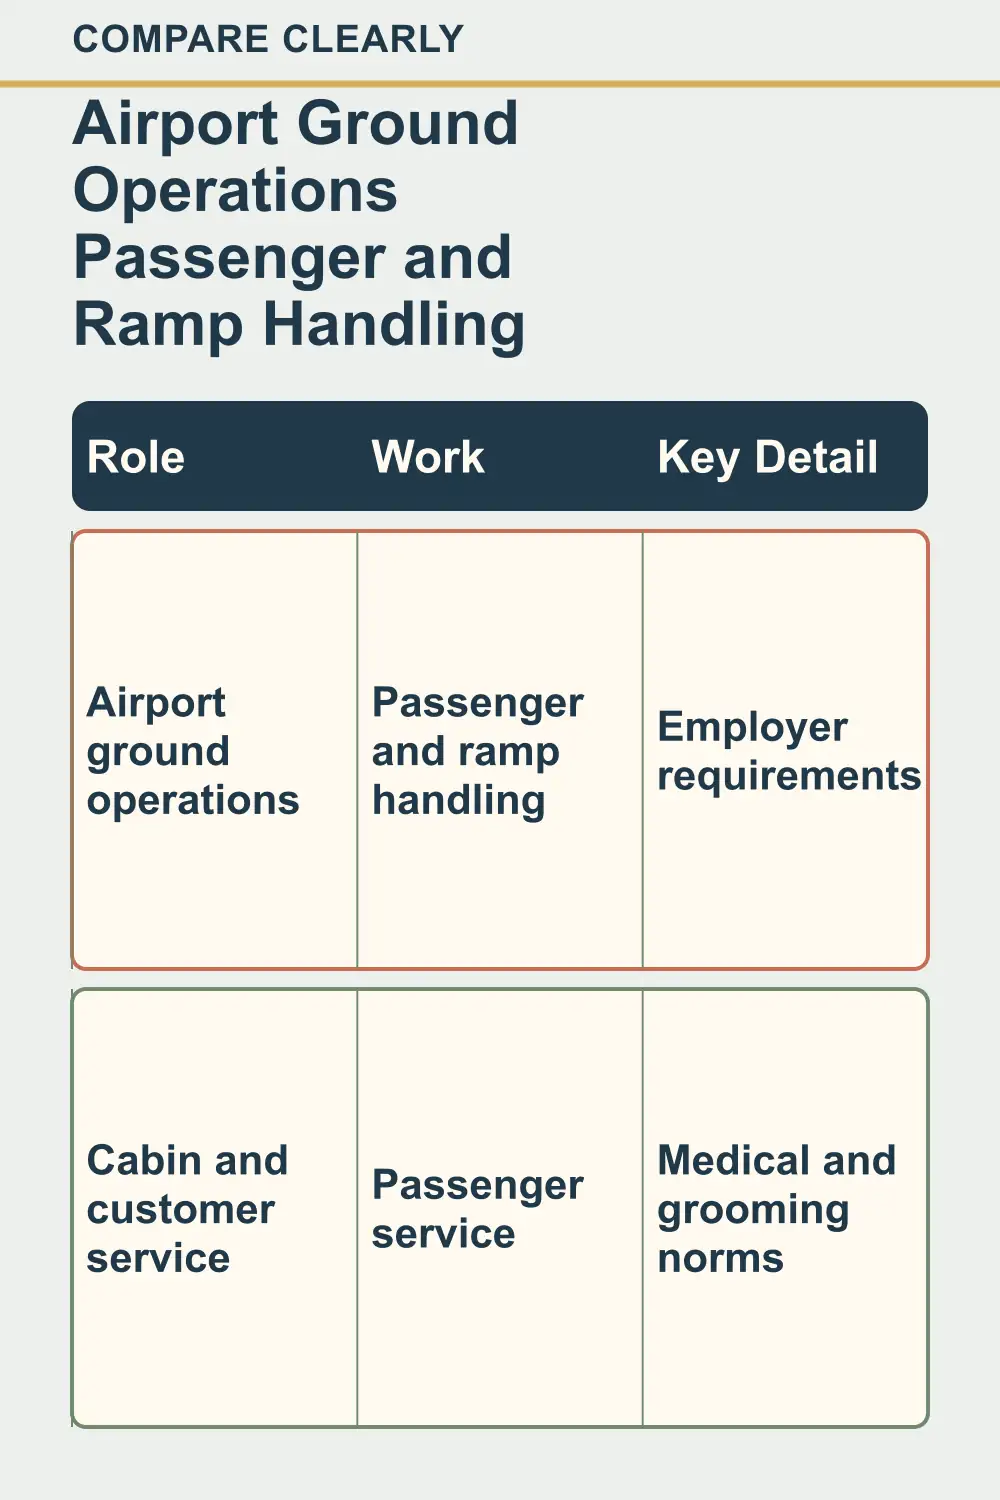 COMPARE CLEARLY
Airport Ground
Operations
Passenger and
Ramp Handling
Role Work Key Detail
Airport
ground
operations
Passenger
and ramp
handling
Employer
requirements
Cabin and
customer
service
Passenger
service
Medical and
grooming
norms